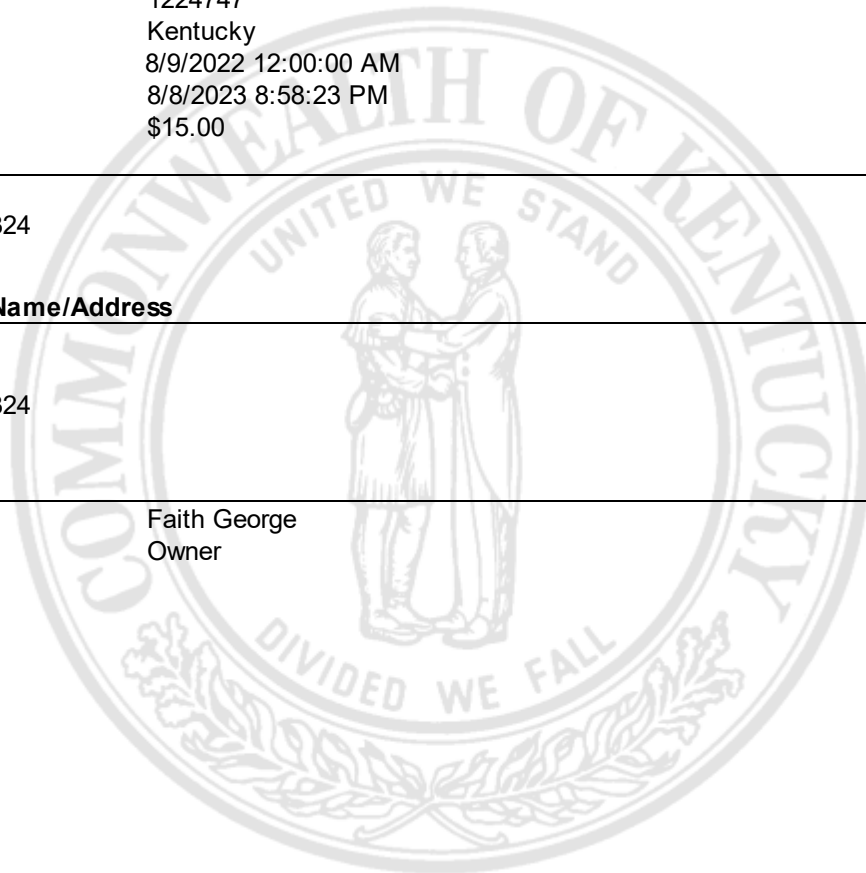 1224747
Kentucky
8/9/2022 12:00:00 AM
8/8/2023 8:58:23 PM
$15.00
324
Name/Address
324
Faith George
Owner
COMMONWEALTH OF KENTUCKY
UNITED WE STAND
DIVIDED WE FALL